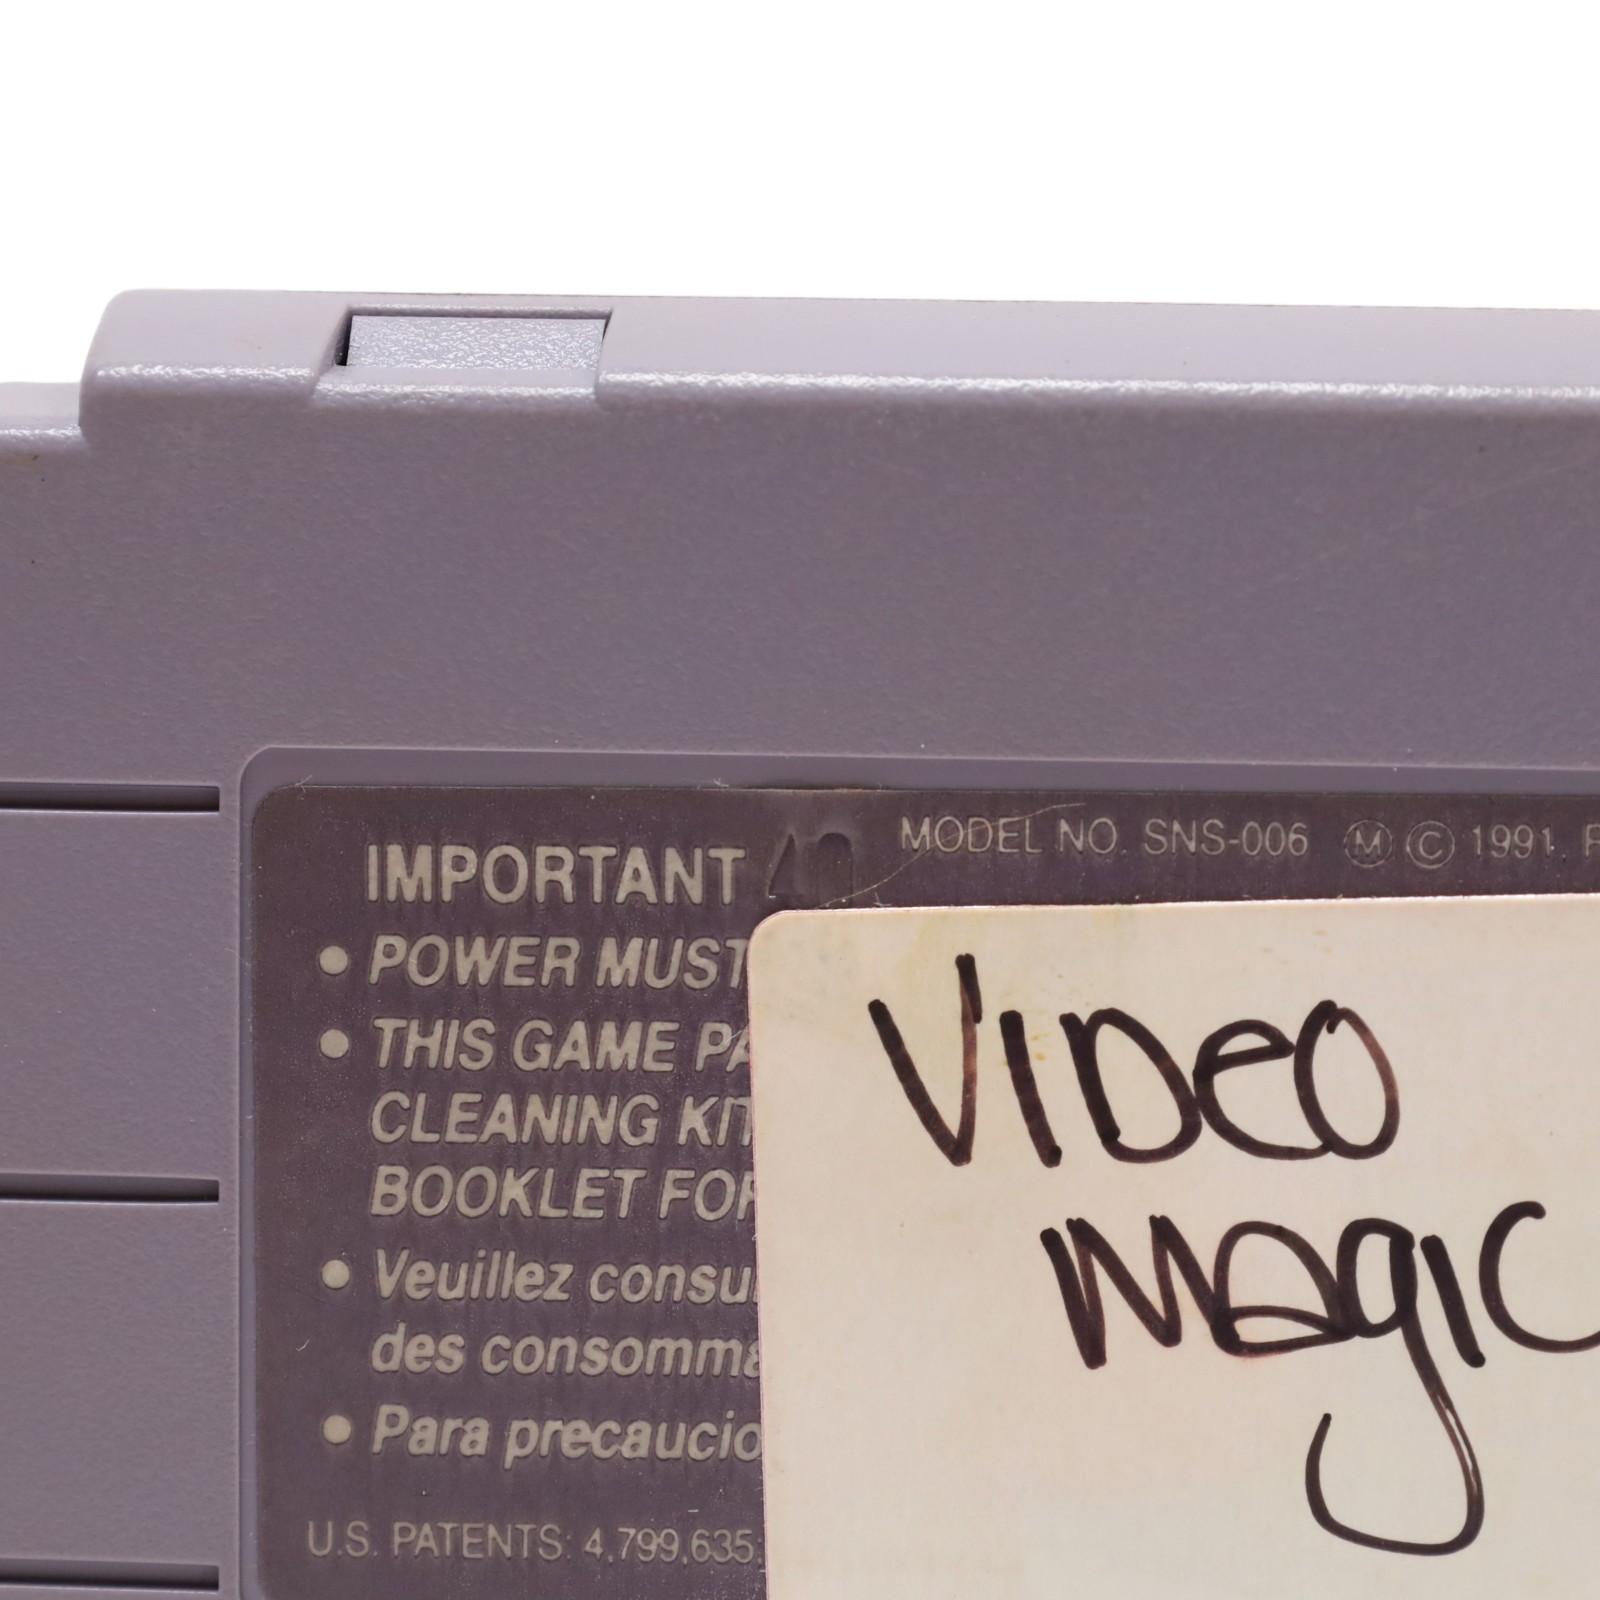 IMPORTANT
MODEL NO. SNS-006 Ⓜ © 1991
• POWER MUST
• THIS GAME PA
CLEANING KIT
BOOKLET FOR
• Veuillez consul
des consomma
• Para precaucio
U.S. PATENTS: 4,799,635;
VIDeO
MagiC